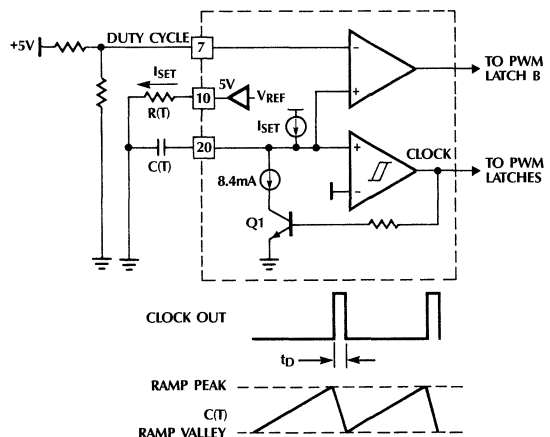 +5V
DUTY CYCLE
7
TO PWM
LATCH B
-
+
ISET
10
5V
VREF
R(T)
ISET
C(T)
20
+
CLOCK
TO PWM
LATCHES
-
8.4mA
Q1
CLOCK OUT
tD
RAMP PEAK
C(T)
RAMP VALLEY